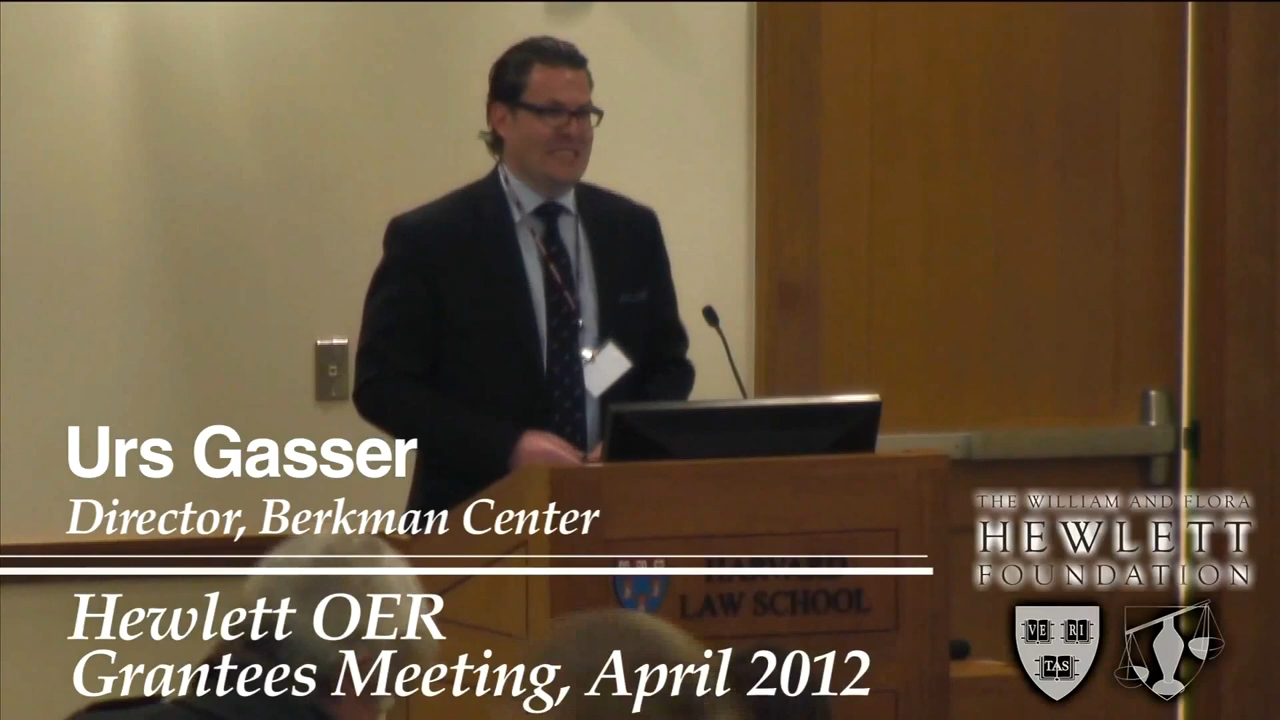 Urs Gasser
Director, Berkman Center
Hewlett OER
Grantees Meeting, April 2012
HARVARD
LAW SCHOOL
THE WILLIAM AND FLORA
HEWLETT
FOUNDATION
VE RI
TAS